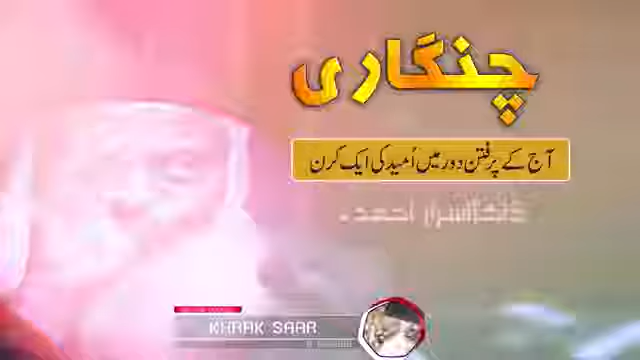 چنگاری
آج کے پرفتن دور میں اُمید کی ایک کرن
ڈاکٹر اسرار احمدؒ
KHAAK SAAR